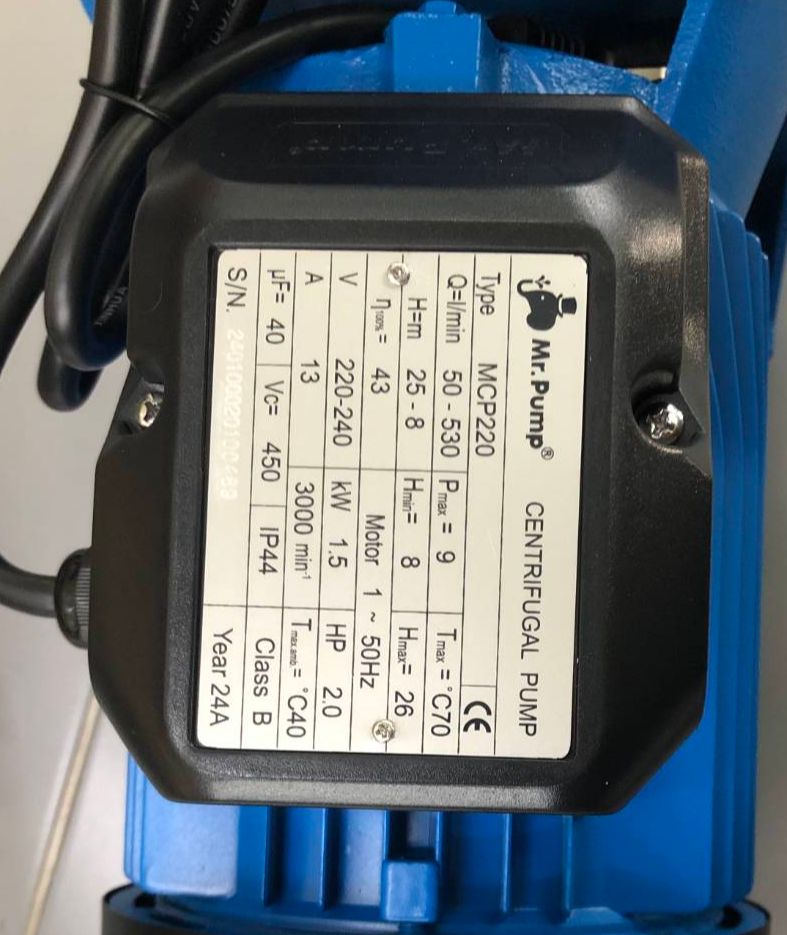 Mr.Pump® CENTRIFUGAL PUMP
Type MCP220 CE
Q=l/min 50 - 530 Pmax = 9 Tmax =°C70
H=m 25 - 8 Hmin= 8 Hmax= 26
η100% = 43 Motor 1 ~ 50Hz
V 220-240 kW 1,5 HP 2.0
A 13 3000 min-1 Tmax.amb= °C40
µF= 40 Vc= 450 IP44 Class B
S/N. Year 24A